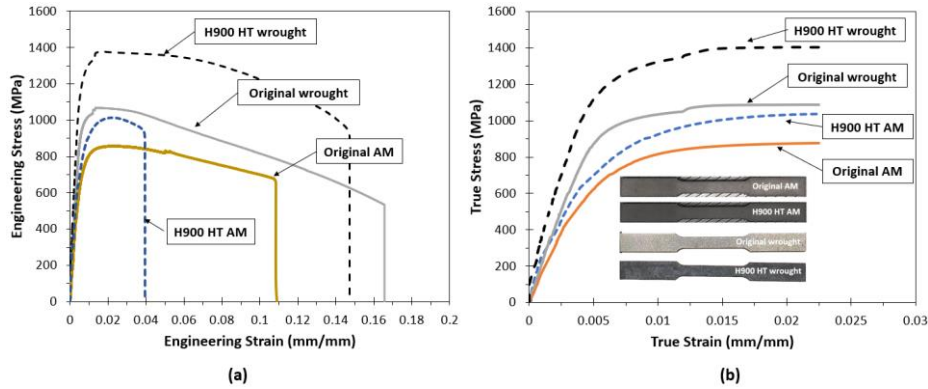 1600
1400
1200
1000
800
600
400
200
0
Engineering Stress (MPa)
H900 HT wrought
Original wrought
Original AM
H900 HT AM
0 0.02 0.04 0.06 0.08 0.1 0.12 0.14 0.16 0.18 0.2
Engineering Strain (mm/mm)
(a)
1600
1400
1200
1000
800
600
400
200
0
True Stress (MPa)
H900 HT wrought
Original wrought
H900 HT AM
Original AM
Original AM
H900 HT AM
Original wrought
H900 HT wrought
0 0.005 0.01 0.015 0.02 0.025 0.03
True Strain (mm/mm)
(b)